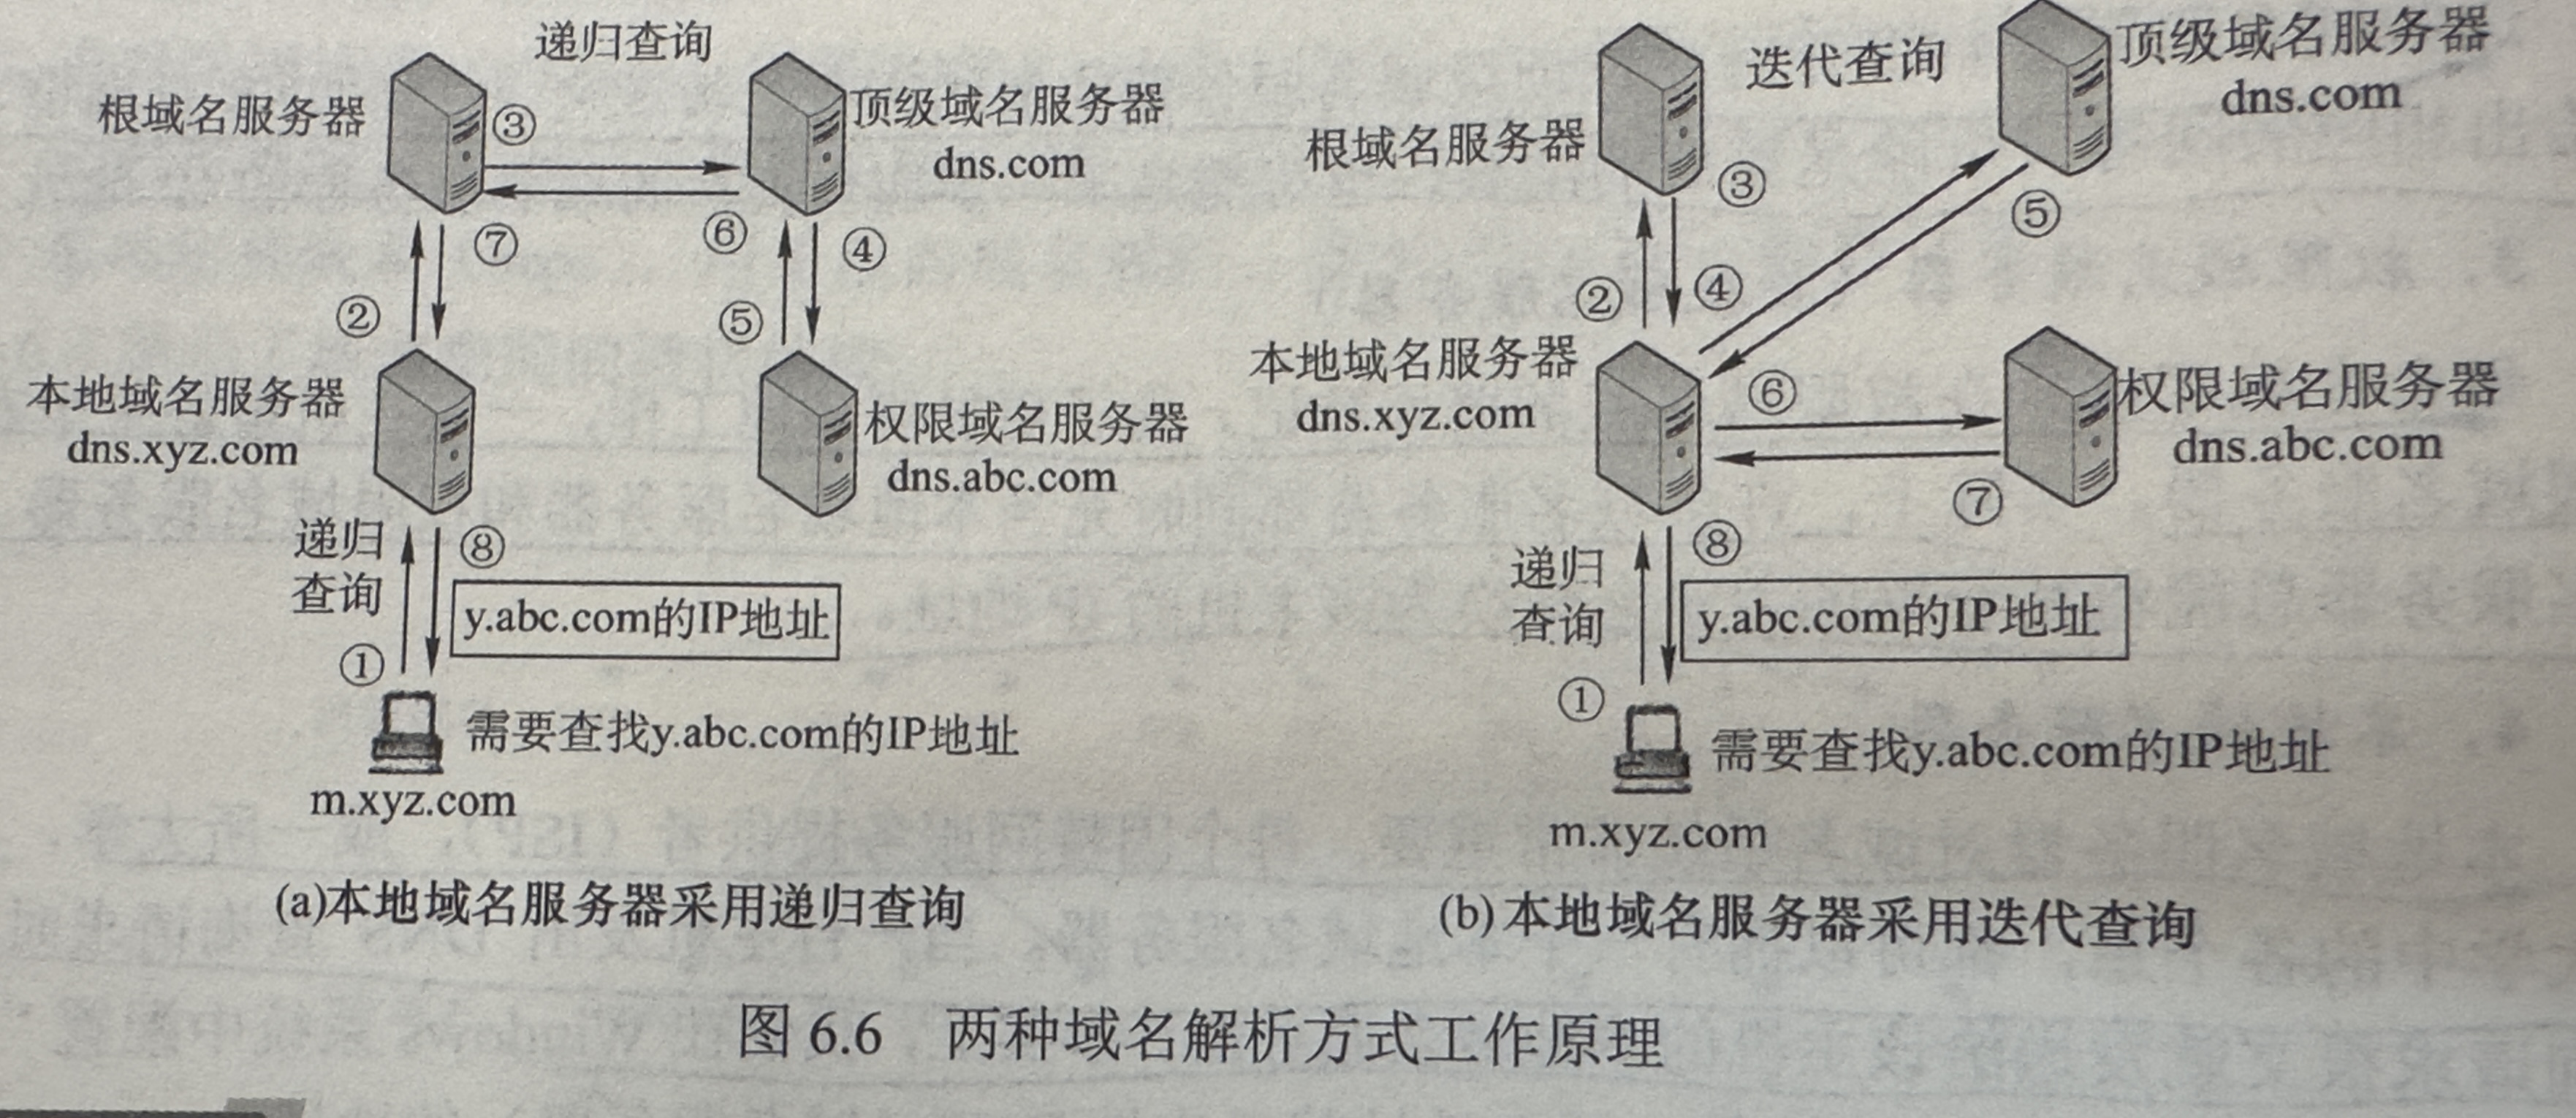 递归查询
根域名服务器
③
顶级域名服务器
dns.com
⑦
⑥
④
②
⑤
本地域名服务器
dns.xyz.com
权限域名服务器
dns.abc.com
递归
查询
⑧
y.abc.com的IP地址
①
需要查找y.abc.com的IP地址
m.xyz.com
(a)本地域名服务器采用递归查询
迭代查询
顶级域名服务器
dns.com
根域名服务器
③
⑤
②
④
本地域名服务器
dns.xyz.com
⑥
权限域名服务器
dns.abc.com
⑦
递归
查询
⑧
y.abc.com的IP地址
①
需要查找y.abc.com的IP地址
m.xyz.com
(b)本地域名服务器采用迭代查询
图 6.6 两种域名解析方式工作原理